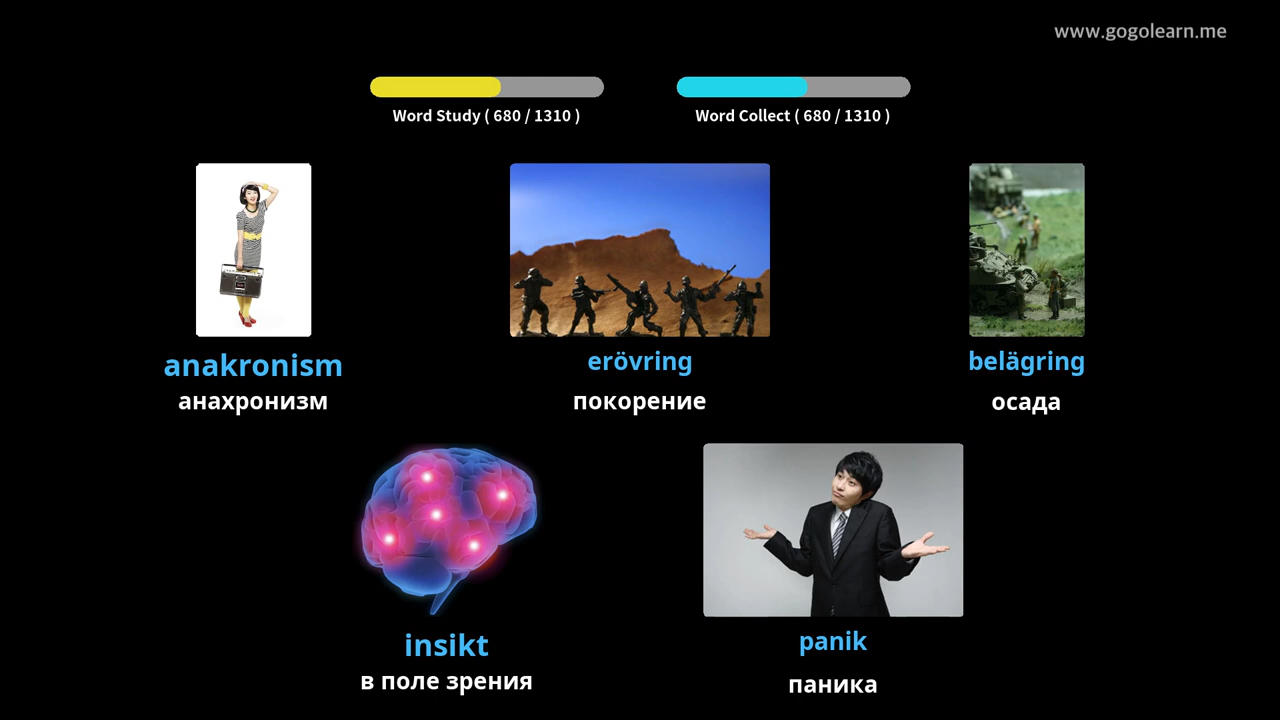 www.gogolearn.me
Word Study ( 680 / 1310 )
Word Collect ( 680 / 1310 )
anakronism
анахронизм
erövring
покорение
belägring
осада
insikt
в поле зрения
panik
паника